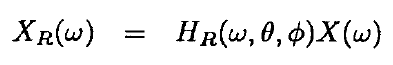 X_R(ω) = H_R(ω, θ, φ)X(ω)